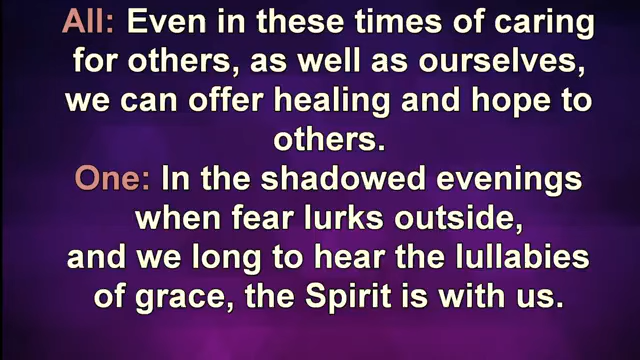 All: Even in these times of caring
for others, as well as ourselves,
we can offer healing and hope to
others.
One: In the shadowed evenings
when fear lurks outside,
and we long to hear the lullabies
of grace, the Spirit is with us.